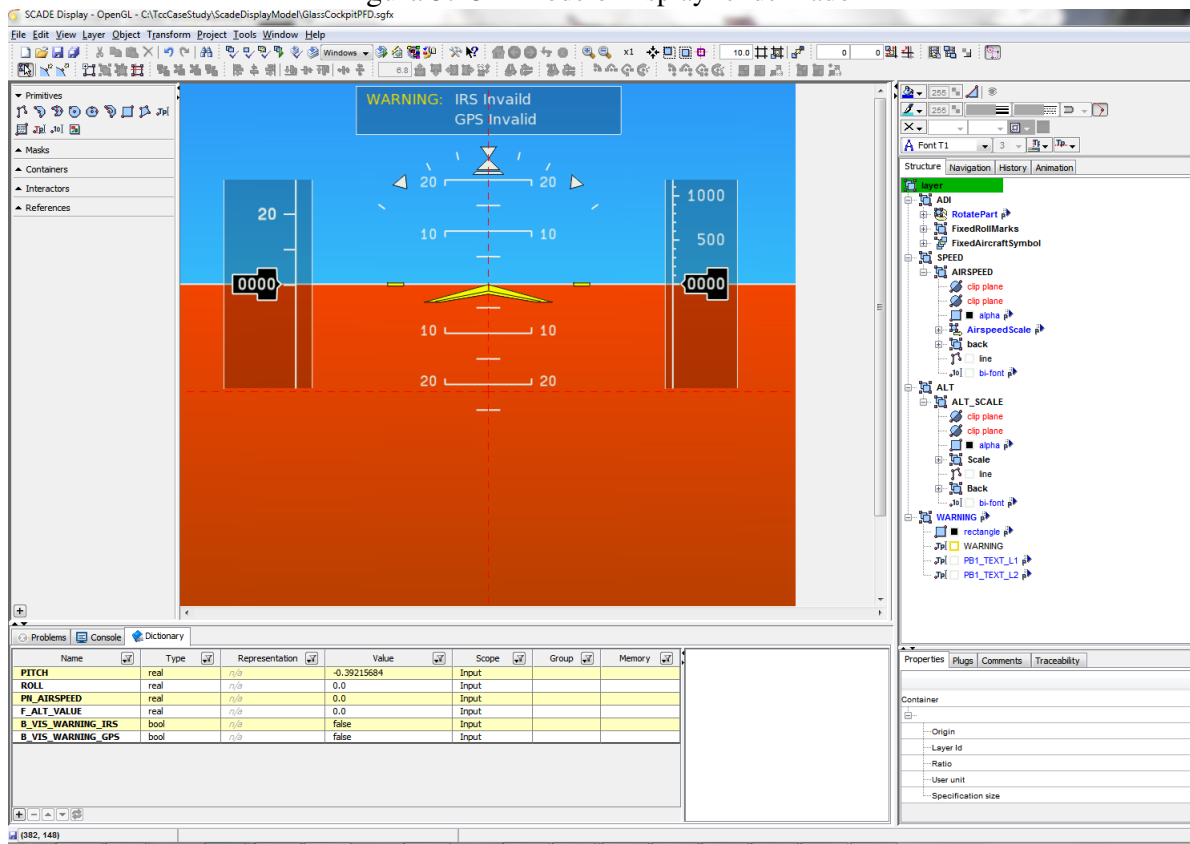 SCADE Display - OpenGL - C:\TccCaseStudy\ScadeDisplayModel\GlassCockpitPFD.sgfx
File Edit View Layer Object Transform Project Tools Window Help
Windows x1 10.0 0 0
6.8
Primitives
Masks
Containers
Interactors
References
WARNING: IRS Invaild
GPS Invalid
20 20
20 1000
10 10
500
0000 0000
10 10
20 20
255
255
Font T1 3
Structure Navigation History Animation
layer
ADI
RotatePart
FixedRollMarks
FixedAircraftSymbol
SPEED
AIRSPEED
clip plane
clip plane
alpha
AirspeedScale
back
line
bi-font
ALT
ALT_SCALE
clip plane
clip plane
alpha
Scale
line
Back
bi-font
WARNING
rectangle
WARNING
PB1_TEXT_L1
PB1_TEXT_L2
Problems Console Dictionary
Name Type Representation Value Scope Group Memory
PITCH real n/a -0.39215684 Input
ROLL real n/a 0.0 Input
PN_AIRSPEED real n/a 0.0 Input
F_ALT_VALUE real n/a 0.0 Input
B_VIS_WARNING_IRS bool n/a false Input
B_VIS_WARNING_GPS bool n/a false Input
Properties Plugs Comments Traceability
Container
Origin
Layer Id
Ratio
User unit
Specification size
(382, 148)